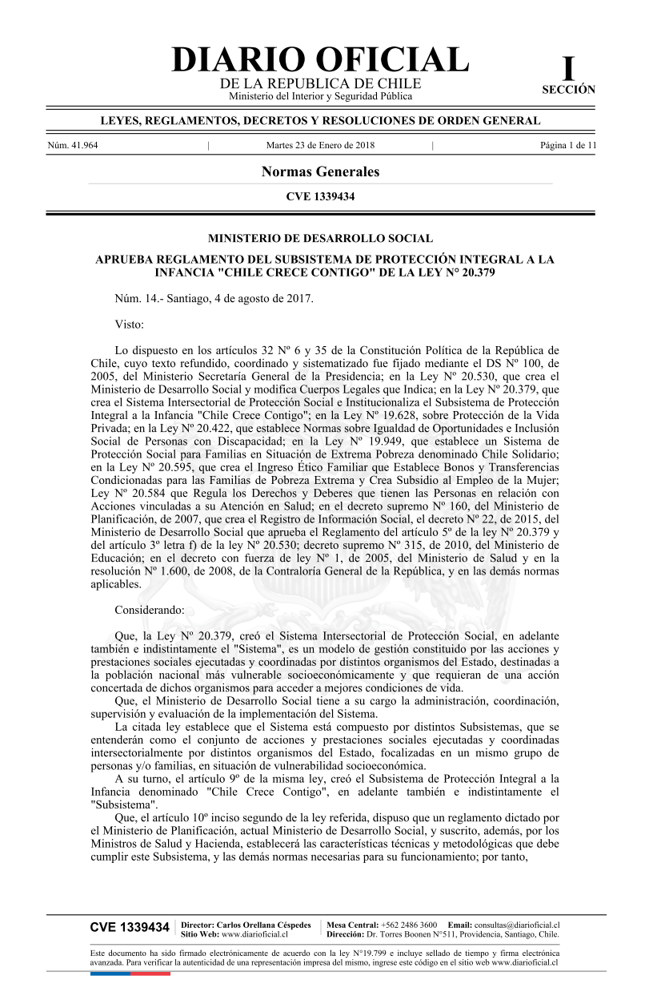 DIARIO OFICIAL
DE LA REPUBLICA DE CHILE
Ministerio del Interior y Seguridad Pública
I
SECCIÓN
LEYES, REGLAMENTOS, DECRETOS Y RESOLUCIONES DE ORDEN GENERAL
Núm. 41.964 | Martes 23 de Enero de 2018 | Página 1 de 11
Normas Generales
CVE 1339434
MINISTERIO DE DESARROLLO SOCIAL
APRUEBA REGLAMENTO DEL SUBSISTEMA DE PROTECCIÓN INTEGRAL A LA
INFANCIA "CHILE CRECE CONTIGO" DE LA LEY N° 20.379
Núm. 14.- Santiago, 4 de agosto de 2017.
Visto:
Lo dispuesto en los artículos 32 Nº 6 y 35 de la Constitución Política de la República de
Chile, cuyo texto refundido, coordinado y sistematizado fue fijado mediante el DS Nº 100, de
2005, del Ministerio Secretaría General de la Presidencia; en la Ley Nº 20.530, que crea el
Ministerio de Desarrollo Social y modifica Cuerpos Legales que Indica; en la Ley Nº 20.379, que
crea el Sistema Intersectorial de Protección Social e Institucionaliza el Subsistema de Protección
Integral a la Infancia "Chile Crece Contigo"; en la Ley Nº 19.628, sobre Protección de la Vida
Privada; en la Ley Nº 20.422, que establece Normas sobre Igualdad de Oportunidades e Inclusión
Social de Personas con Discapacidad; en la Ley Nº 19.949, que establece un Sistema de
Protección Social para Familias en Situación de Extrema Pobreza denominado Chile Solidario;
en la Ley Nº 20.595, que crea el Ingreso Ético Familiar que Establece Bonos y Transferencias
Condicionadas para las Familias de Pobreza Extrema y Crea Subsidio al Empleo de la Mujer;
Ley Nº 20.584 que Regula los Derechos y Deberes que tienen las Personas en relación con
Acciones vinculadas a su Atención en Salud; en el decreto supremo Nº 160, del Ministerio de
Planificación, de 2007, que crea el Registro de Información Social, el decreto Nº 22, de 2015, del
Ministerio de Desarrollo Social que aprueba el Reglamento del artículo 5º de la ley Nº 20.379 y
del artículo 3º letra f) de la ley Nº 20.530; decreto supremo Nº 315, de 2010, del Ministerio de
Educación; en el decreto con fuerza de ley Nº 1, de 2005, del Ministerio de Salud y en la
resolución Nº 1.600, de 2008, de la Contraloría General de la República, y en las demás normas
aplicables.
Considerando:
Que, la Ley Nº 20.379, creó el Sistema Intersectorial de Protección Social, en adelante
también e indistintamente el "Sistema", es un modelo de gestión constituido por las acciones y
prestaciones sociales ejecutadas y coordinadas por distintos organismos del Estado, destinadas a
la población nacional más vulnerable socioeconómicamente y que requieran de una acción
concertada de dichos organismos para acceder a mejores condiciones de vida.
Que, el Ministerio de Desarrollo Social tiene a su cargo la administración, coordinación,
supervisión y evaluación de la implementación del Sistema.
La citada ley establece que el Sistema está compuesto por distintos Subsistemas, que se
entenderán como el conjunto de acciones y prestaciones sociales ejecutadas y coordinadas
intersectorialmente por distintos organismos del Estado, focalizadas en un mismo grupo de
personas y/o familias, en situación de vulnerabilidad socioeconómica.
A su turno, el artículo 9º de la misma ley, creó el Subsistema de Protección Integral a la
Infancia denominado "Chile Crece Contigo", en adelante también e indistintamente el
"Subsistema".
Que, el artículo 10º inciso segundo de la ley referida, dispuso que un reglamento dictado por
el Ministerio de Planificación, actual Ministerio de Desarrollo Social, y suscrito, además, por los
Ministros de Salud y Hacienda, establecerá las características técnicas y metodológicas que debe
cumplir este Subsistema, y las demás normas necesarias para su funcionamiento; por tanto,
CVE 1339434
Director: Carlos Orellana Céspedes
Sitio Web: www.diarioficial.cl
Mesa Central: +562 2486 3600 Email: consultas@diarioficial.cl
Dirección: Dr. Torres Boonen N°511, Providencia, Santiago, Chile.
Este documento ha sido firmado electrónicamente de acuerdo con la ley N°19.799 e incluye sellado de tiempo y firma electrónica
avanzada. Para verificar la autenticidad de una representación impresa del mismo, ingrese este código en el sitio web www.diarioficial.cl